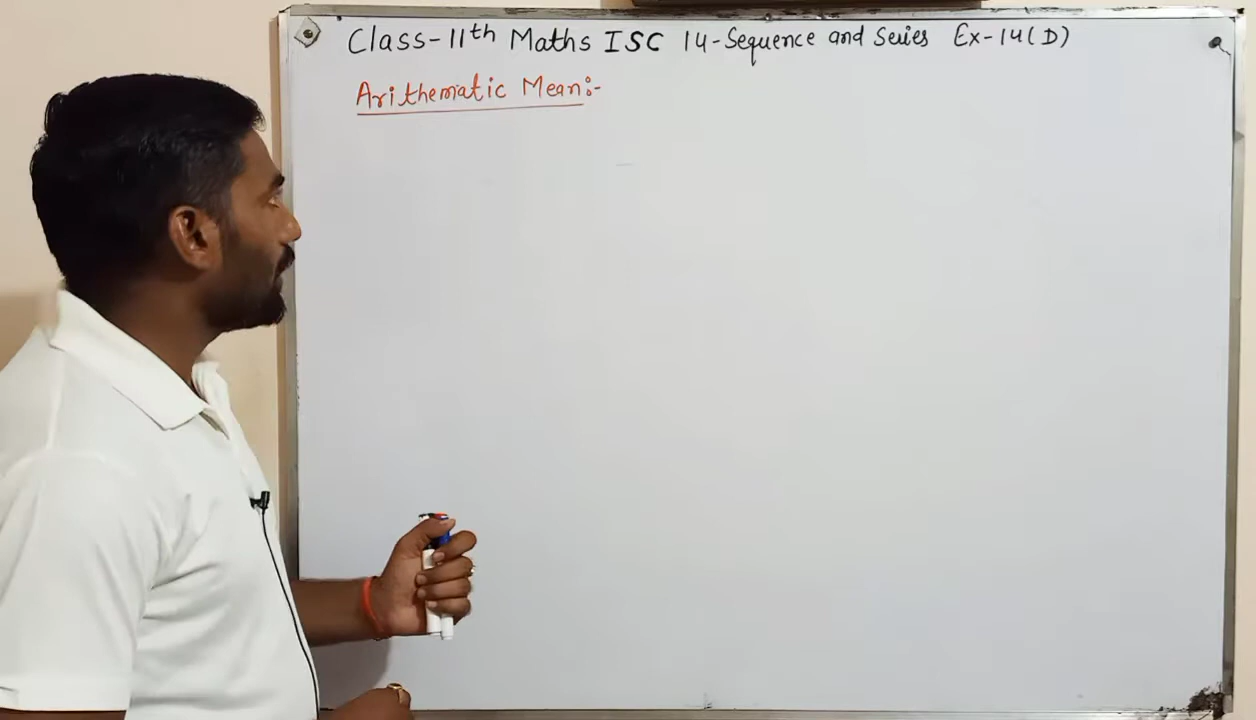 Class-11th Maths ISC 14-Sequence and Series Ex-14(D)
Arithematic Mean:-